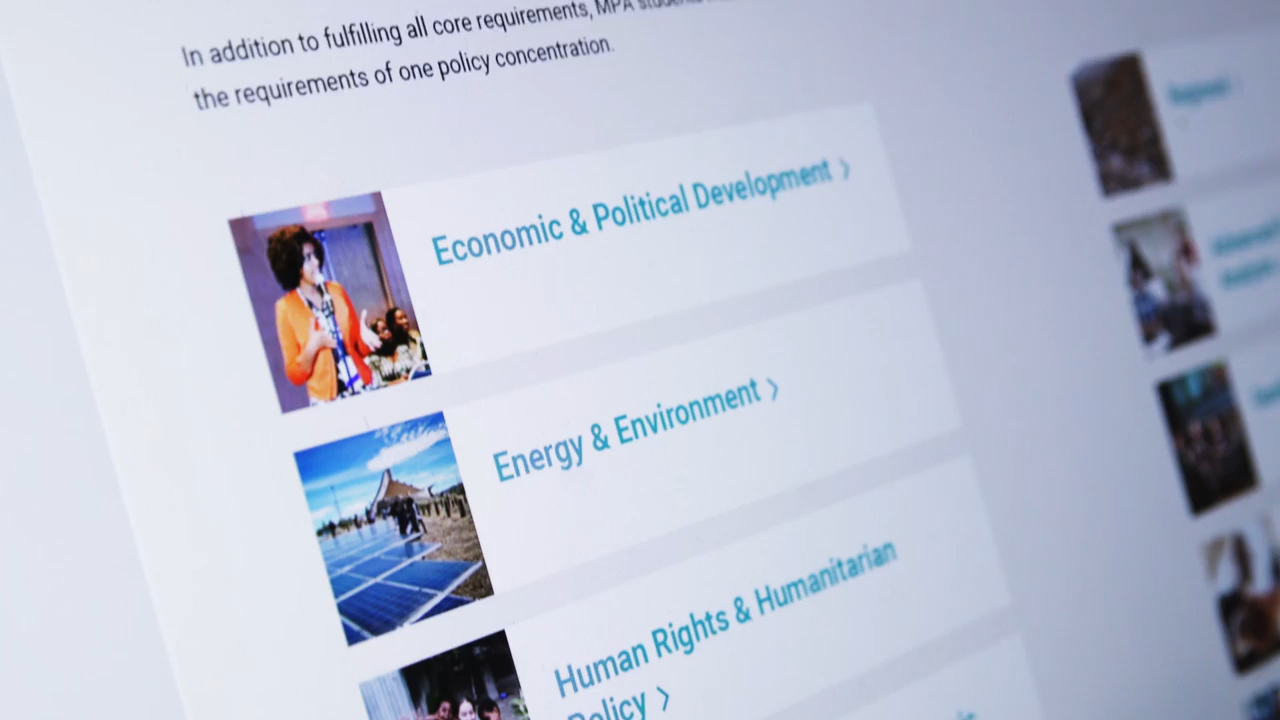 In addition to fulfilling all core requirements, MPA students
the requirements of one policy concentration.
Economic & Political Development >
Energy & Environment >
Human Rights & Humanitarian
Policy >